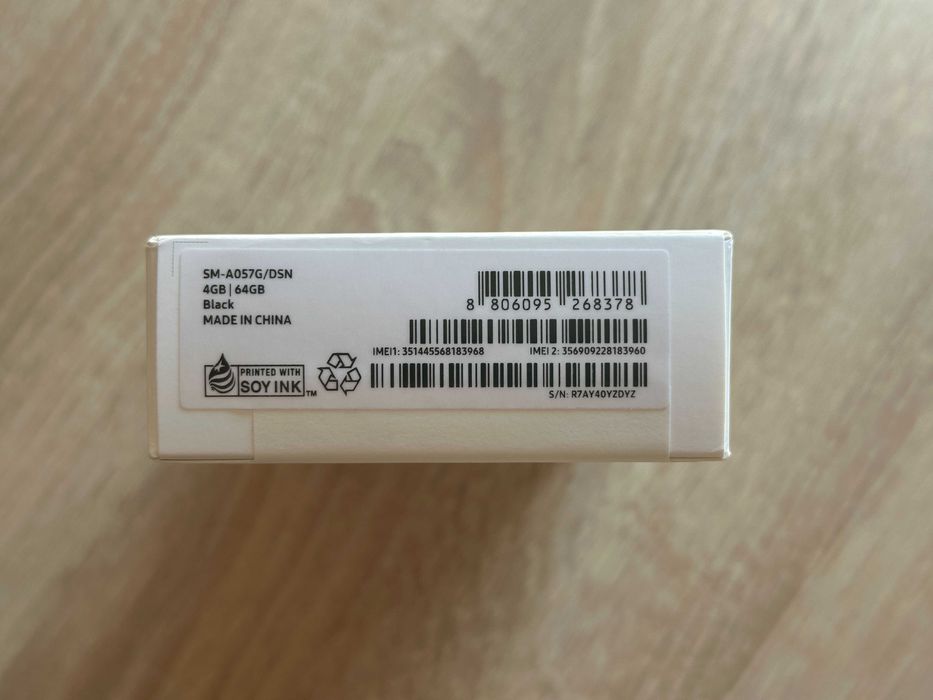 SM-A057G/DSN
4GB | 64GB
Black
MADE IN CHINA
8 806095 268378
IMEI1: 351445568183968 IMEI 2: 356909228183960
PRINTED WITH
SOY INK TM
S/N: R7AY40YZDYZ